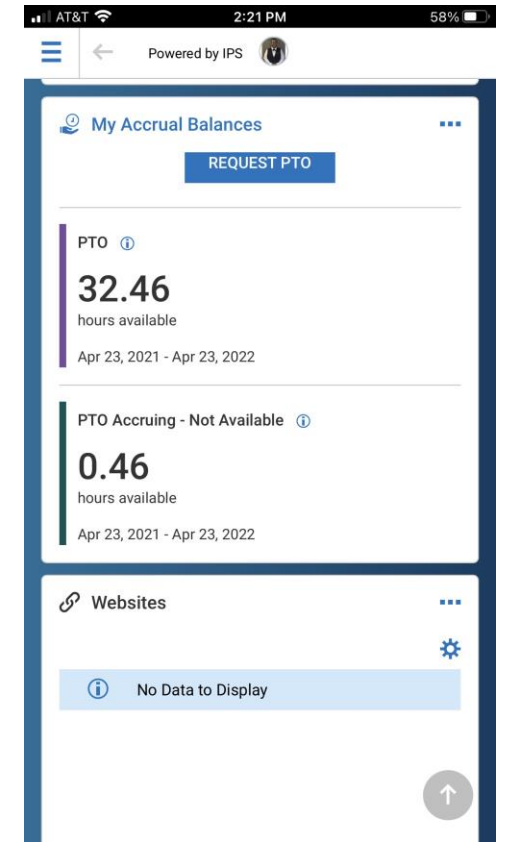 AT&T 2:21 PM 58%
Powered by IPS
My Accrual Balances
REQUEST PTO
PTO
32.46
hours available
Apr 23, 2021 - Apr 23, 2022
PTO Accruing - Not Available
0.46
hours available
Apr 23, 2021 - Apr 23, 2022
Websites
No Data to Display